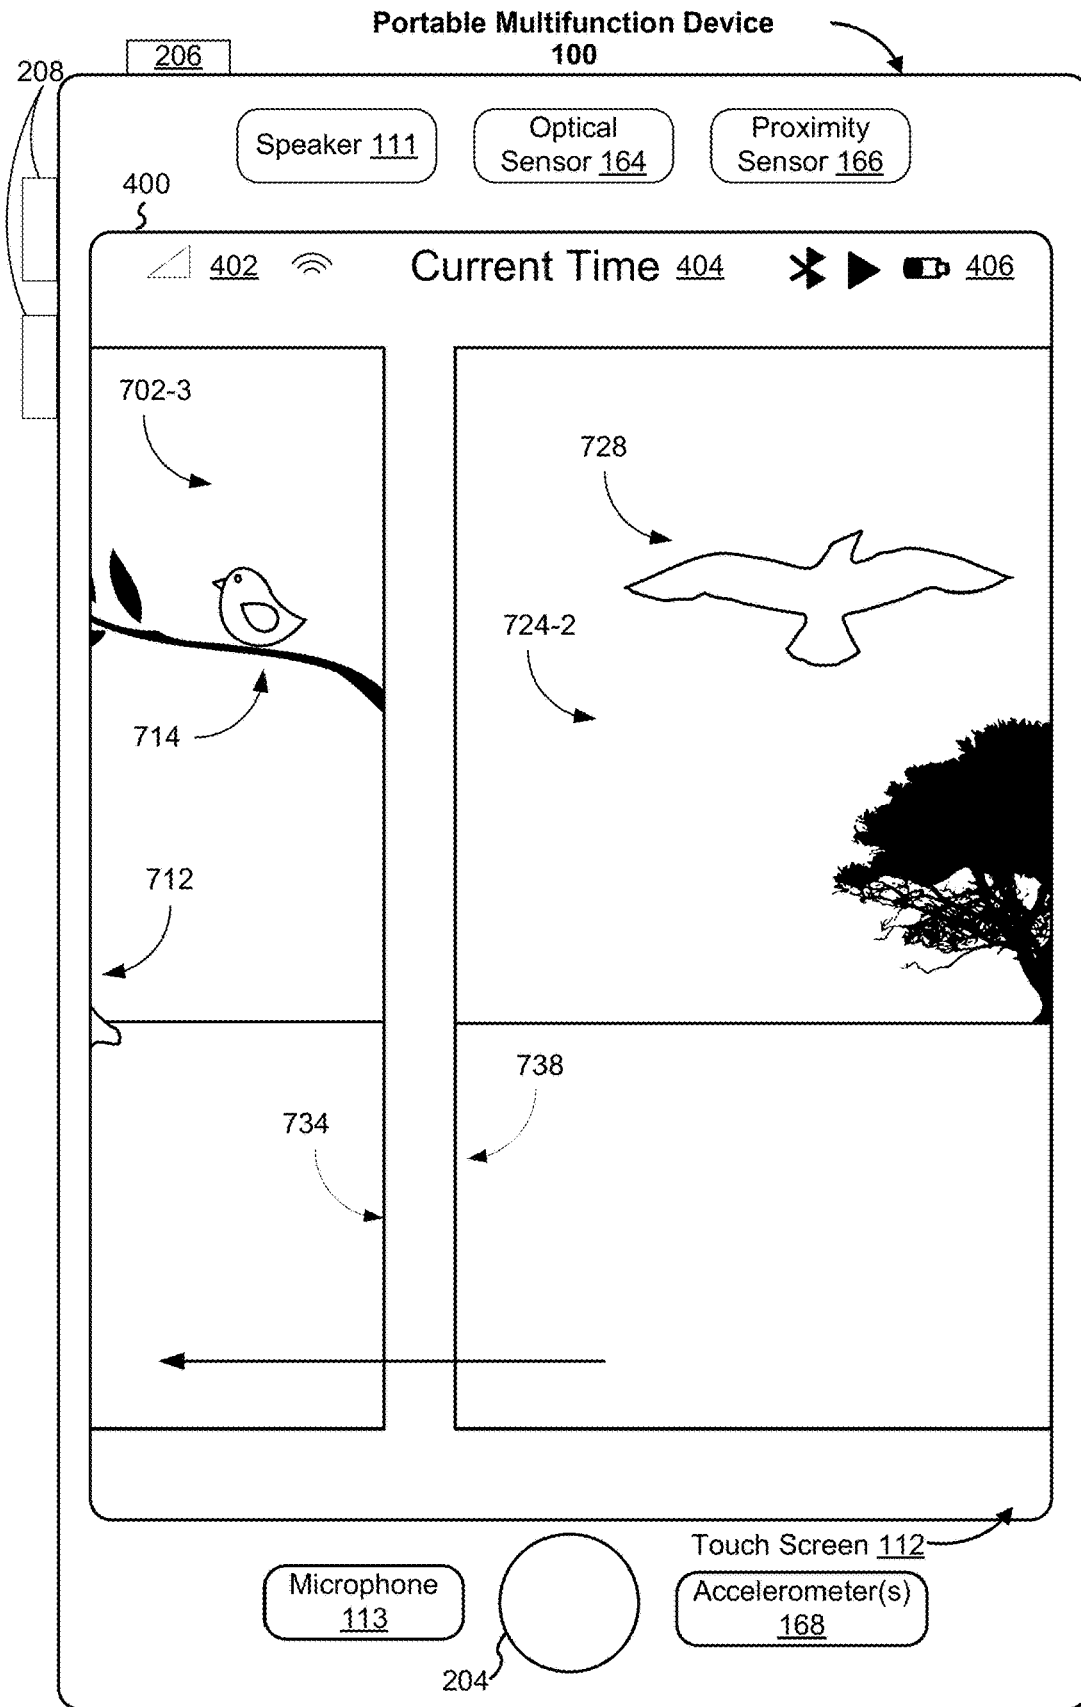 Portable Multifunction Device
100
206
208
Speaker 111
Optical
Sensor 164
Proximity
Sensor 166
400
402
Current Time 404
406
702-3
728
724-2
714
712
738
734
Touch Screen 112
Microphone
113
Accelerometer(s)
168
204